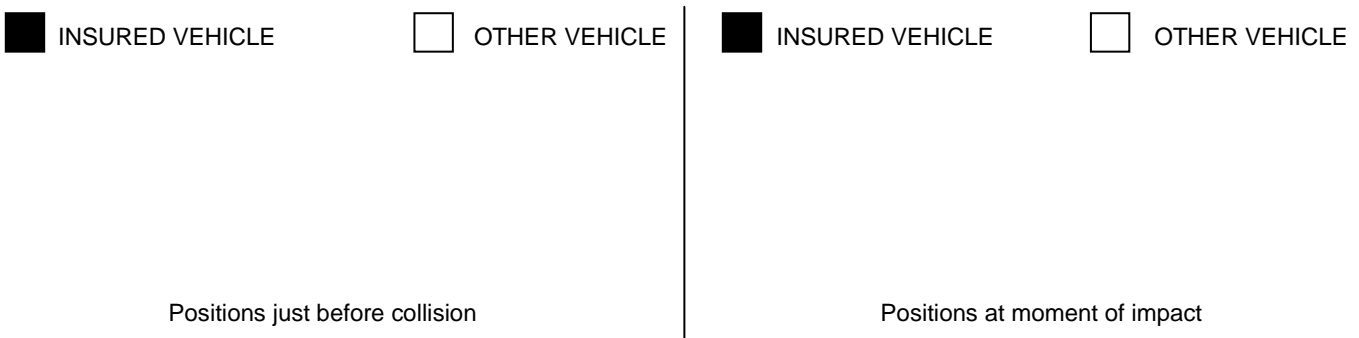 INSURED VEHICLE
OTHER VEHICLE
Positions just before collision
INSURED VEHICLE
OTHER VEHICLE
Positions at moment of impact